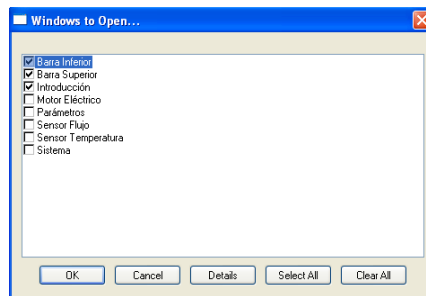 Windows to Open...
Barra Inferior
Barra Superior
Introducción
Motor Eléctrico
Parámetros
Sensor Flujo
Sensor Temperatura
Sistema
OK Cancel Details Select All Clear All